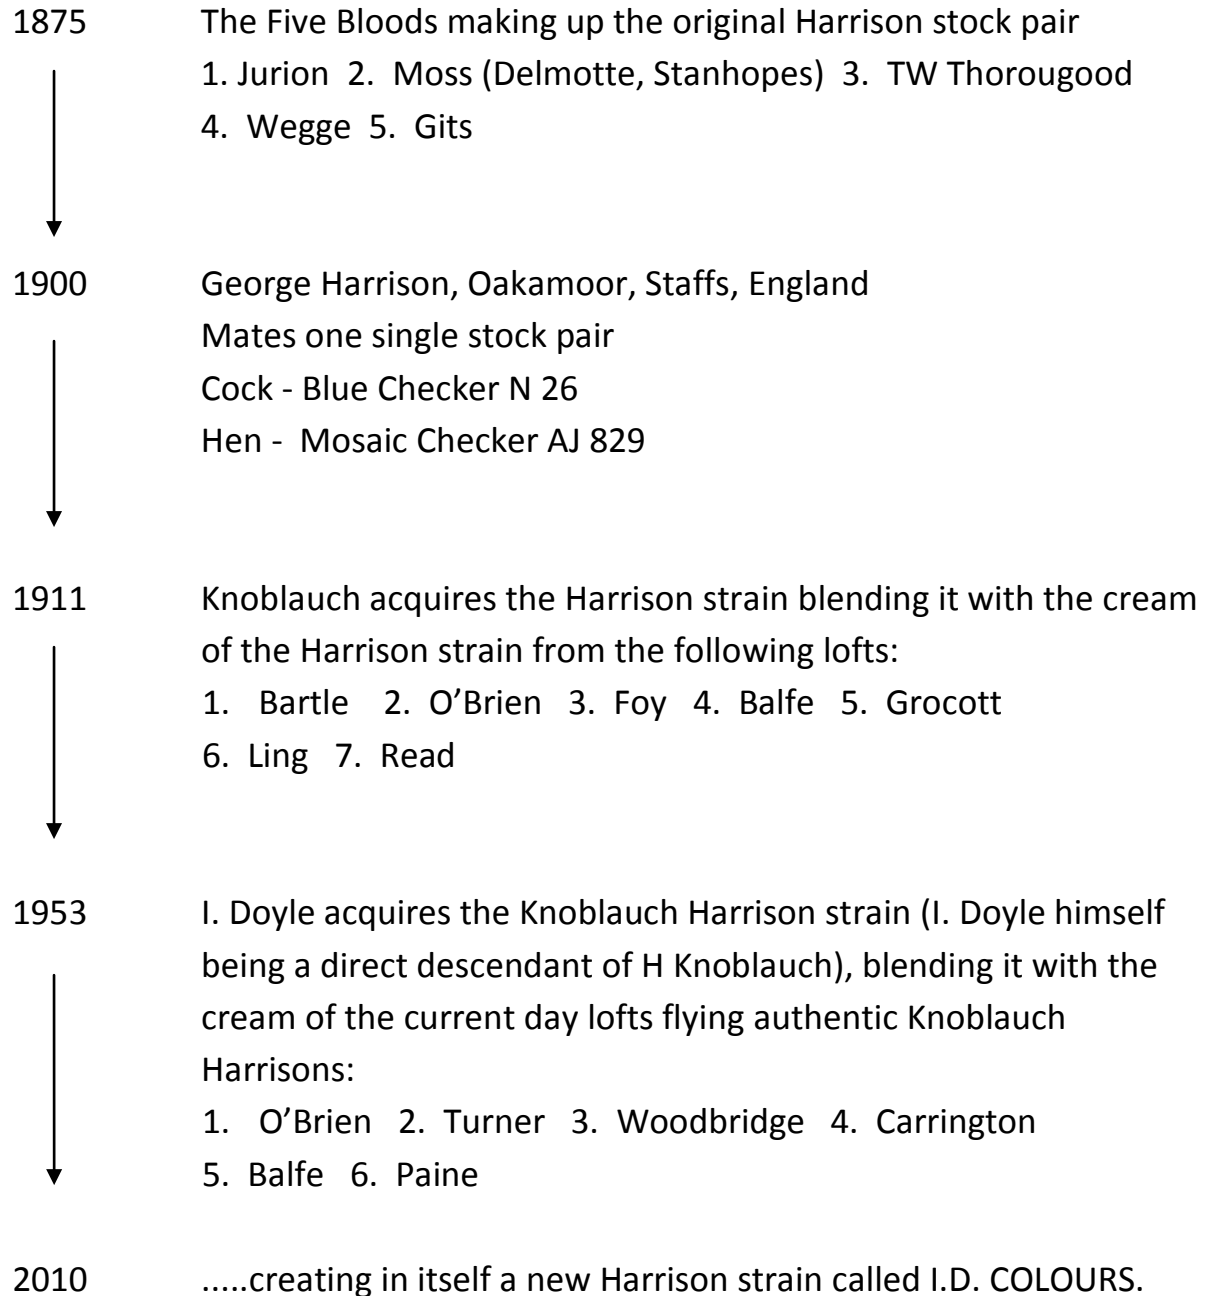 1875 The Five Bloods making up the original Harrison stock pair
1. Jurion 2. Moss (Delmotte, Stanhopes) 3. TW Thorougood
4. Wegge 5. Gits
1900 George Harrison, Oakamoor, Staffs, England
Mates one single stock pair
Cock - Blue Checker N 26
Hen - Mosaic Checker AJ 829
1911 Knoblauch acquires the Harrison strain blending it with the cream
of the Harrison strain from the following lofts:
1. Bartle 2. O’Brien 3. Foy 4. Balfe 5. Grocott
6. Ling 7. Read
1953 I. Doyle acquires the Knoblauch Harrison strain (I. Doyle himself
being a direct descendant of H Knoblauch), blending it with the
cream of the current day lofts flying authentic Knoblauch
Harrisons:
1. O’Brien 2. Turner 3. Woodbridge 4. Carrington
5. Balfe 6. Paine
2010 .....creating in itself a new Harrison strain called I.D. COLOURS.